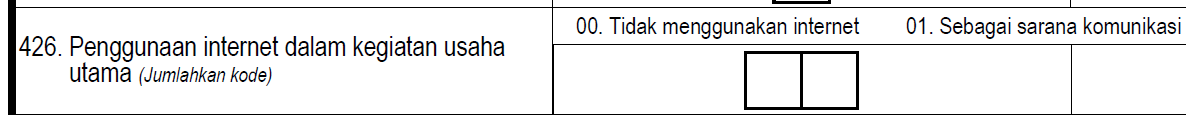 426. Penggunaan internet dalam kegiatan usaha
utama (Jumlahkan kode)
00. Tidak menggunakan internet 01. Sebagai sarana komunikasi